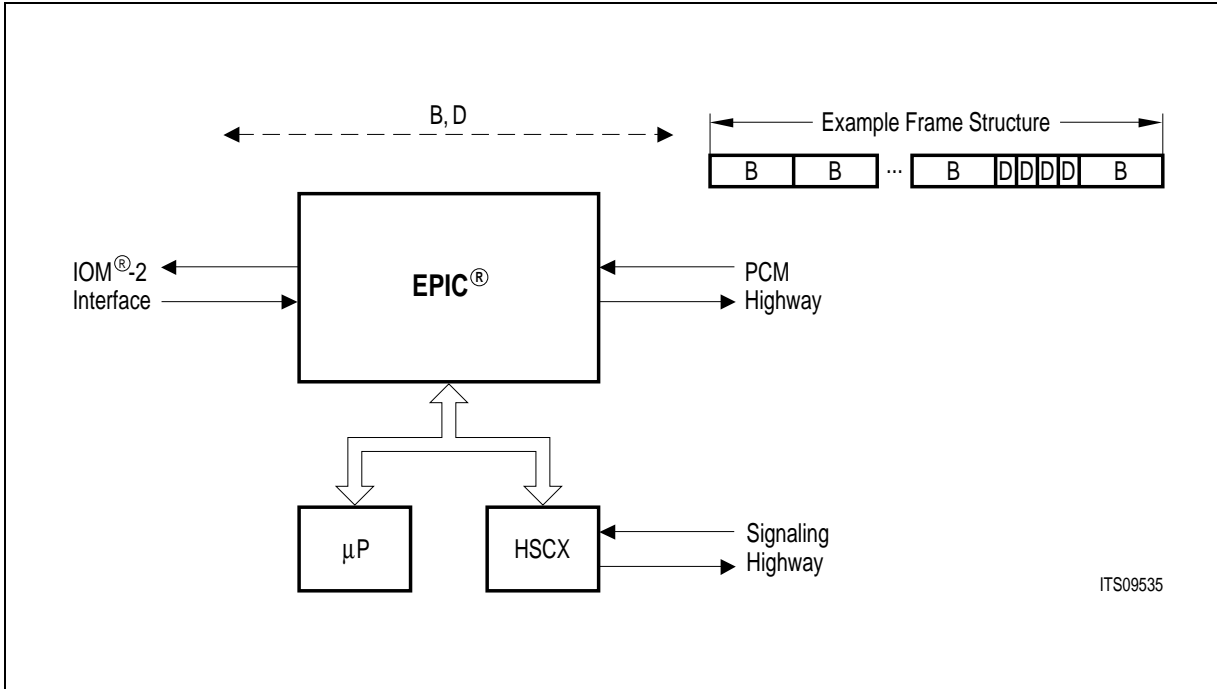 B, D
Example Frame Structure
B B ... B D D D D B
IOM®-2
Interface
EPIC®
PCM
Highway
μP
HSCX
Signaling
Highway
ITS09535